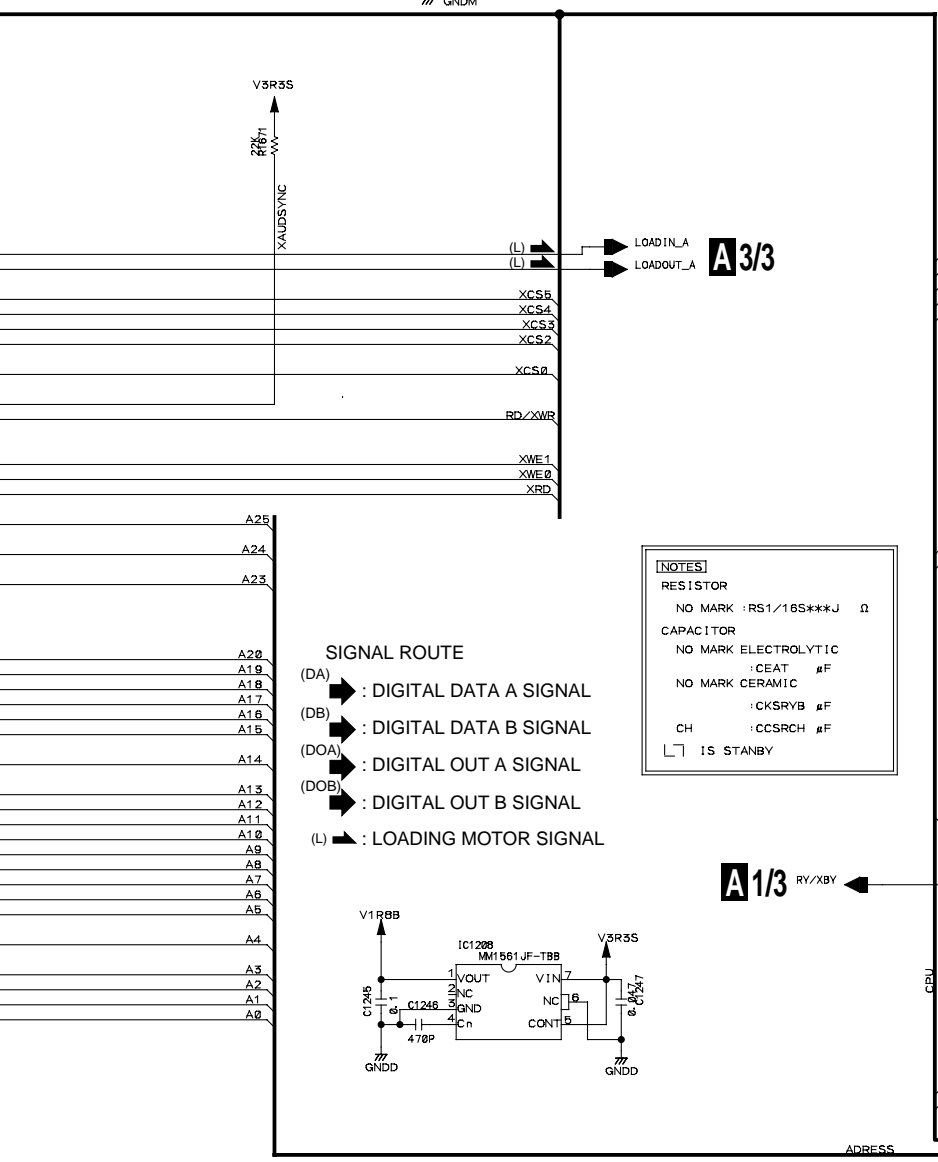 GNDM
V3R3S
22K
R1671
XAUDSYNC
(L)
LOADIN_A
(L)
LOADOUT_A
A 3/3
XCS5
XCS4
XCS3
XCS2
XCS0
RD/XWR
XWE1
XWE0
XRD
A25
A24
A23
A20
A19
A18
A17
A16
A15
A14
A13
A12
A11
A10
A9
A8
A7
A6
A5
A4
A3
A2
A1
A0
NOTES
RESISTOR
NO MARK :RS1/16S***J Ω
CAPACITOR
NO MARK ELECTROLYTIC
:CEAT µF
NO MARK CERAMIC
:CKSRYB µF
CH :CCSRCH µF
IS STANBY
SIGNAL ROUTE
(DA) : DIGITAL DATA A SIGNAL
(DB) : DIGITAL DATA B SIGNAL
(DOA) : DIGITAL OUT A SIGNAL
(DOB) : DIGITAL OUT B SIGNAL
(L) : LOADING MOTOR SIGNAL
A 1/3 RY/XBY
V1R8B
IC1208
MM1561JF-TBB
V3R3S
1 VOUT
VIN 7
2 NC
NC 6
3 GND
4 Cn
CONT 5
C1245
0.1
C1246
470P
0.047
C1247
GNDD
GNDD
CPU
ADRESS